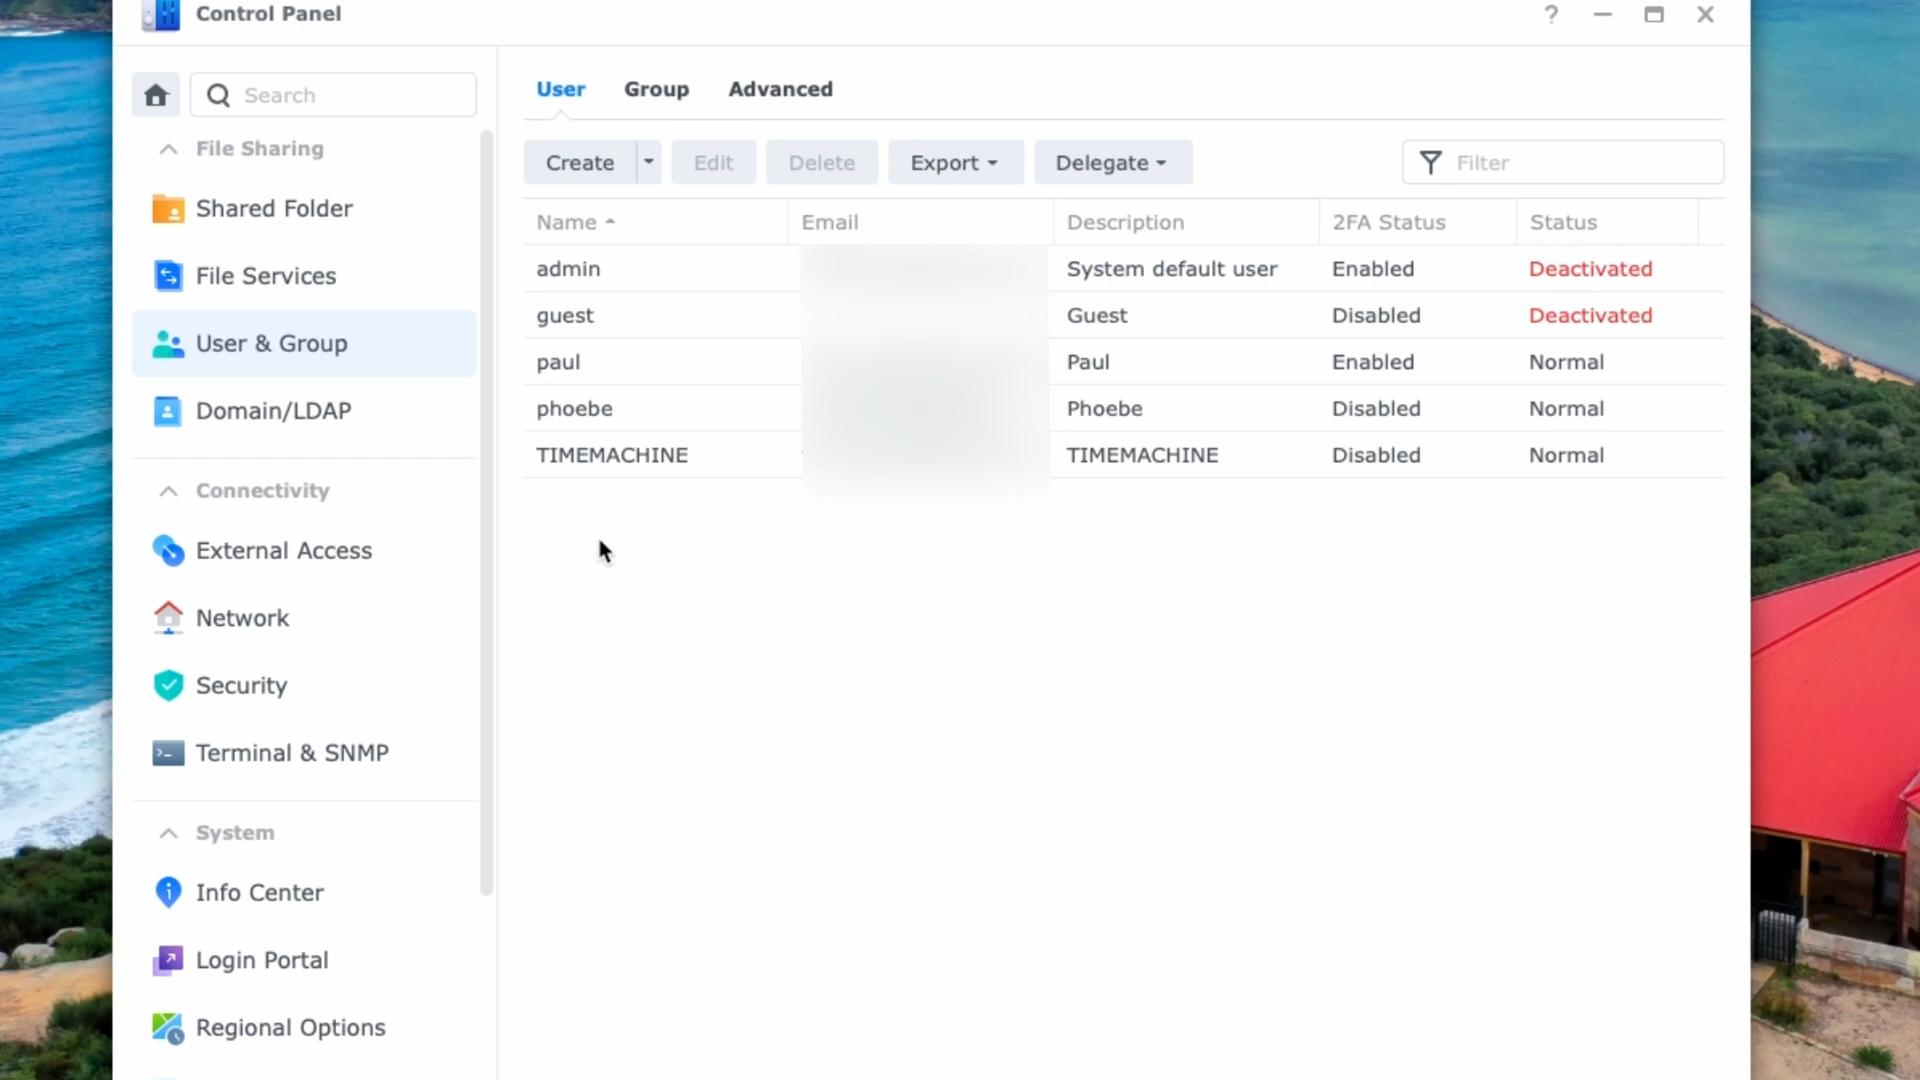 Control Panel
?
Search
File Sharing
Shared Folder
File Services
User & Group
Domain/LDAP
Connectivity
External Access
Network
Security
Terminal & SNMP
System
Info Center
Login Portal
Regional Options
User Group Advanced
Create Edit Delete Export Delegate Filter
Name Email Description 2FA Status Status
admin System default user Enabled Deactivated
guest Guest Disabled Deactivated
paul Paul Enabled Normal
phoebe Phoebe Disabled Normal
TIMEMACHINE TIMEMACHINE Disabled Normal